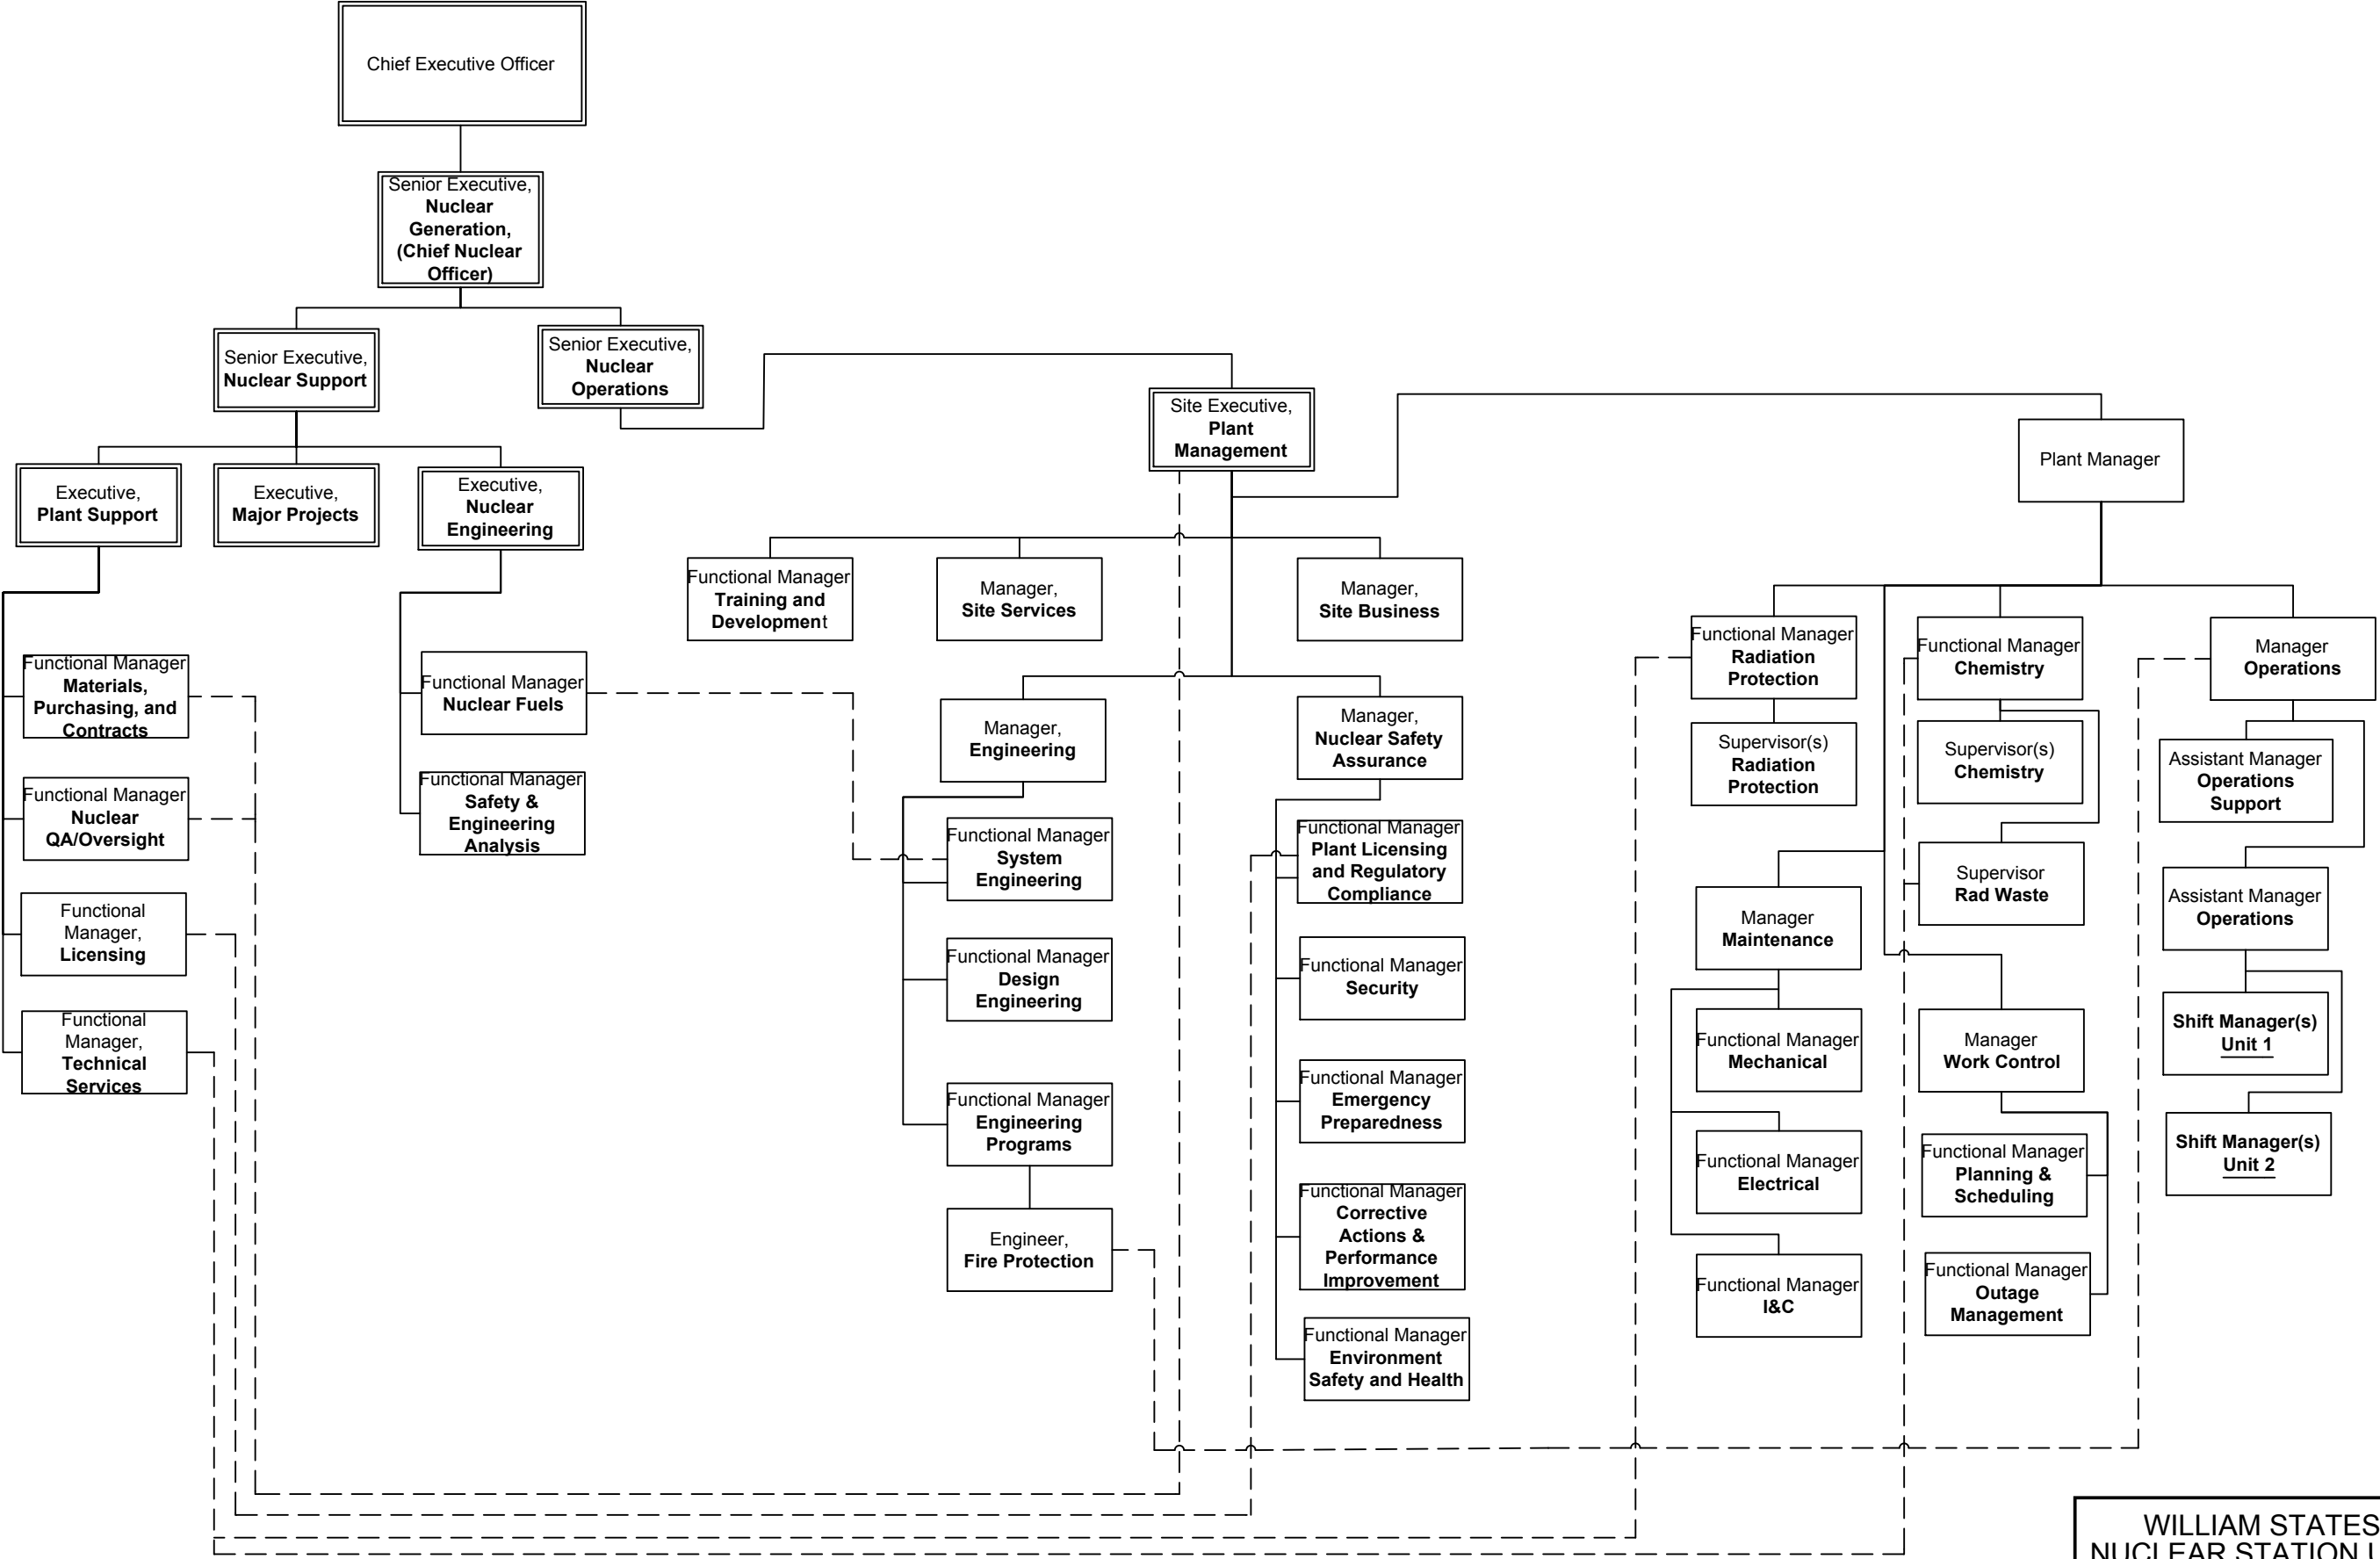 Chief Executive Officer
Senior Executive,
Nuclear
Generation,
(Chief Nuclear
Officer)
Senior Executive,
Nuclear Support
Senior Executive,
Nuclear
Operations
Site Executive,
Plant
Management
Plant Manager
Executive,
Plant Support
Executive,
Major Projects
Executive,
Nuclear
Engineering
Functional Manager
Training and
Development
Manager,
Site Services
Manager,
Site Business
Functional Manager
Materials,
Purchasing, and
Contracts
Functional Manager
Nuclear
QA/Oversight
Functional
Manager,
Licensing
Functional
Manager,
Technical
Services
Functional Manager
Nuclear Fuels
Functional Manager
Safety &
Engineering
Analysis
Manager,
Engineering
Functional Manager
System
Engineering
Functional Manager
Design
Engineering
Functional Manager
Engineering
Programs
Engineer,
Fire Protection
Manager,
Nuclear Safety
Assurance
Functional Manager
Plant Licensing
and Regulatory
Compliance
Functional Manager
Security
Functional Manager
Emergency
Preparedness
Functional Manager
Corrective
Actions &
Performance
Improvement
Functional Manager
Environment
Safety and Health
Functional Manager
Radiation
Protection
Supervisor(s)
Radiation
Protection
Manager
Maintenance
Functional Manager
Mechanical
Functional Manager
Electrical
Functional Manager
I&C
Functional Manager
Chemistry
Supervisor(s)
Chemistry
Supervisor
Rad Waste
Manager
Work Control
Functional Manager
Planning &
Scheduling
Functional Manager
Outage
Management
Manager
Operations
Assistant Manager
Operations
Support
Assistant Manager
Operations
Shift Manager(s)
Unit 1
Shift Manager(s)
Unit 2
WILLIAM STATES
NUCLEAR STATION